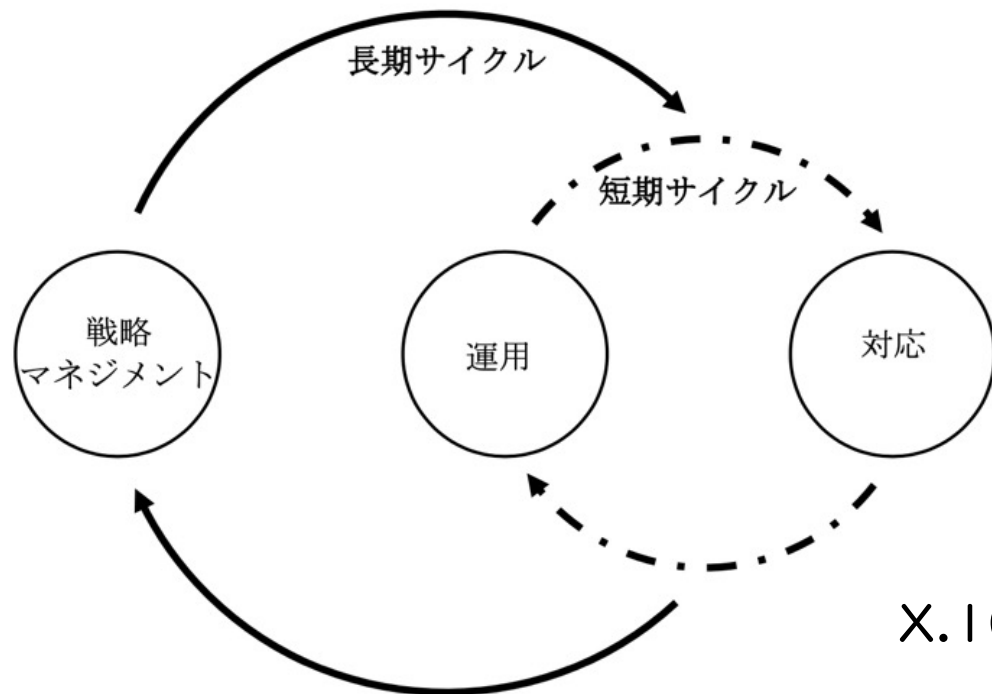 長期サイクル
短期サイクル
戦略
マネジメント
運用
対応